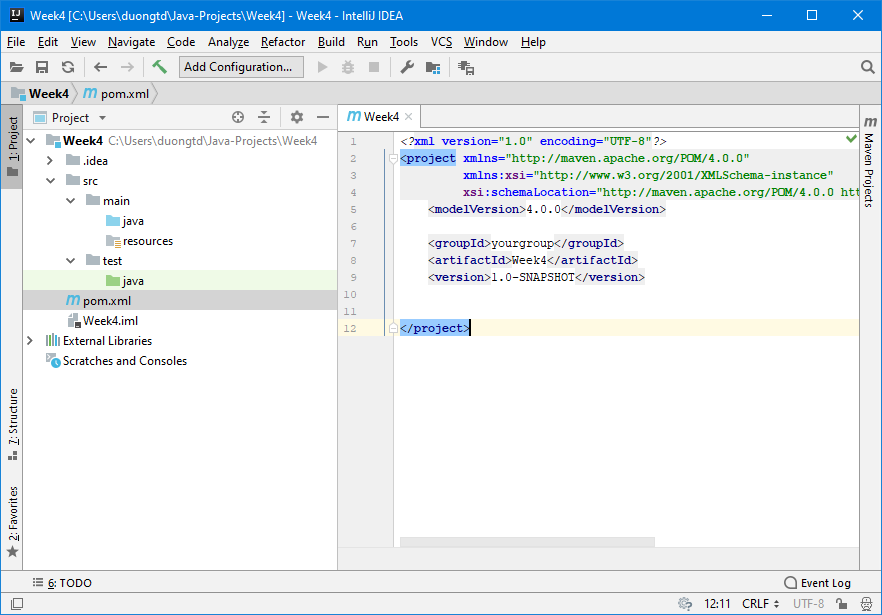 Week4 [C:\Users\duongtd\Java-Projects\Week4] - Week4 - IntelliJ IDEA
File Edit View Navigate Code Analyze Refactor Build Run Tools VCS Window Help
Add Configuration...
Week4 pom.xml
1: Project
Project
Week4 C:\Users\duongtd\Java-Projects\Week4
.idea
src
main
java
resources
test
java
pom.xml
Week4.iml
External Libraries
Scratches and Consoles
7: Structure
2: Favorites
m Week4
1 <?xml version="1.0" encoding="UTF-8"?>
2 <project xmlns="http://maven.apache.org/POM/4.0.0"
3 xmlns:xsi="http://www.w3.org/2001/XMLSchema-instance"
4 xsi:schemaLocation="http://maven.apache.org/POM/4.0.0 htt
5 <modelVersion>4.0.0</modelVersion>
6
7 <groupId>yourgroup</groupId>
8 <artifactId>Week4</artifactId>
9 <version>1.0-SNAPSHOT</version>
10
11
12 </project>
m Maven Projects
6: TODO
Event Log
12:11 CRLF UTF-8